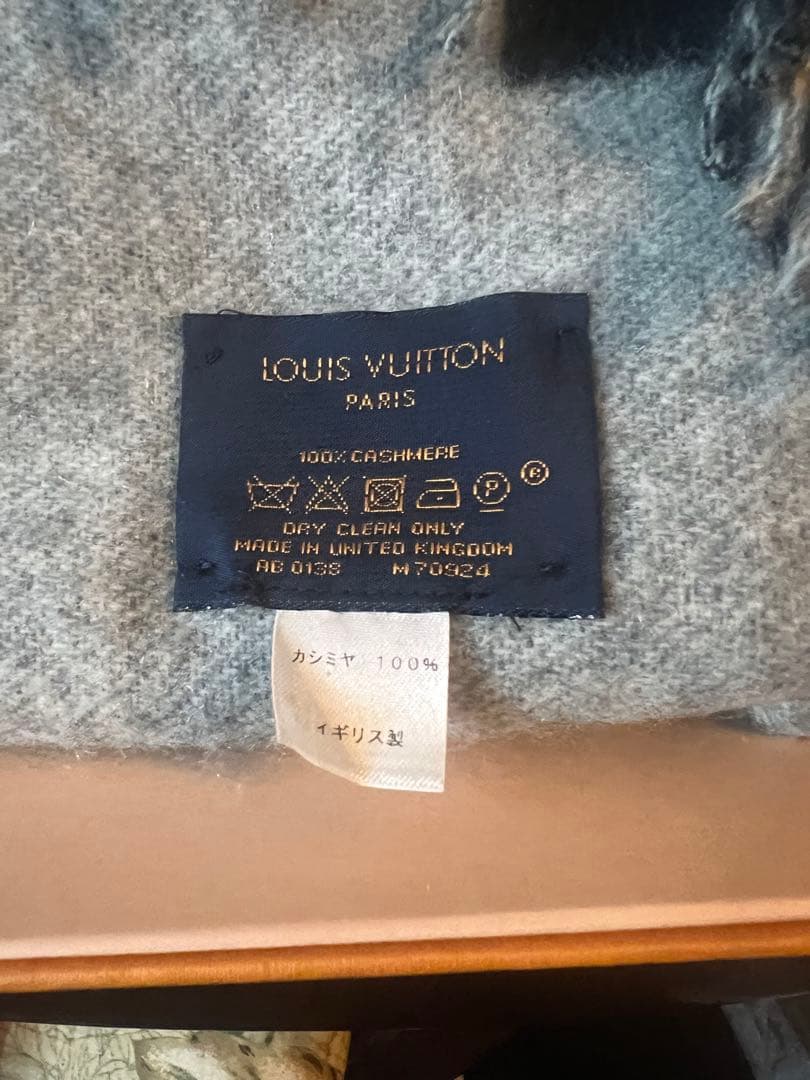 LOUIS VUITTON
PARIS
100% CASHMERE
P
®
DRY CLEAN ONLY
MADE IN UNITED KINGDOM
AB 0138 M70924
カシミヤ 100%
イギリス製